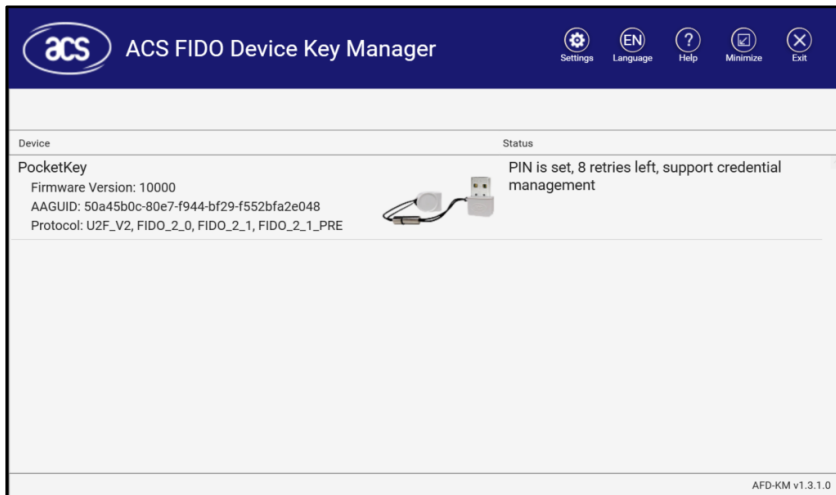 acs
ACS FIDO Device Key Manager
Settings
EN
Language
?
Help
Minimize
Exit
Device
Status
PocketKey
Firmware Version: 10000
AAGUID: 50a45b0c-80e7-f944-bf29-f552bfa2e048
Protocol: U2F_V2, FIDO_2_0, FIDO_2_1, FIDO_2_1_PRE
PIN is set, 8 retries left, support credential
management
AFD-KM v1.3.1.0